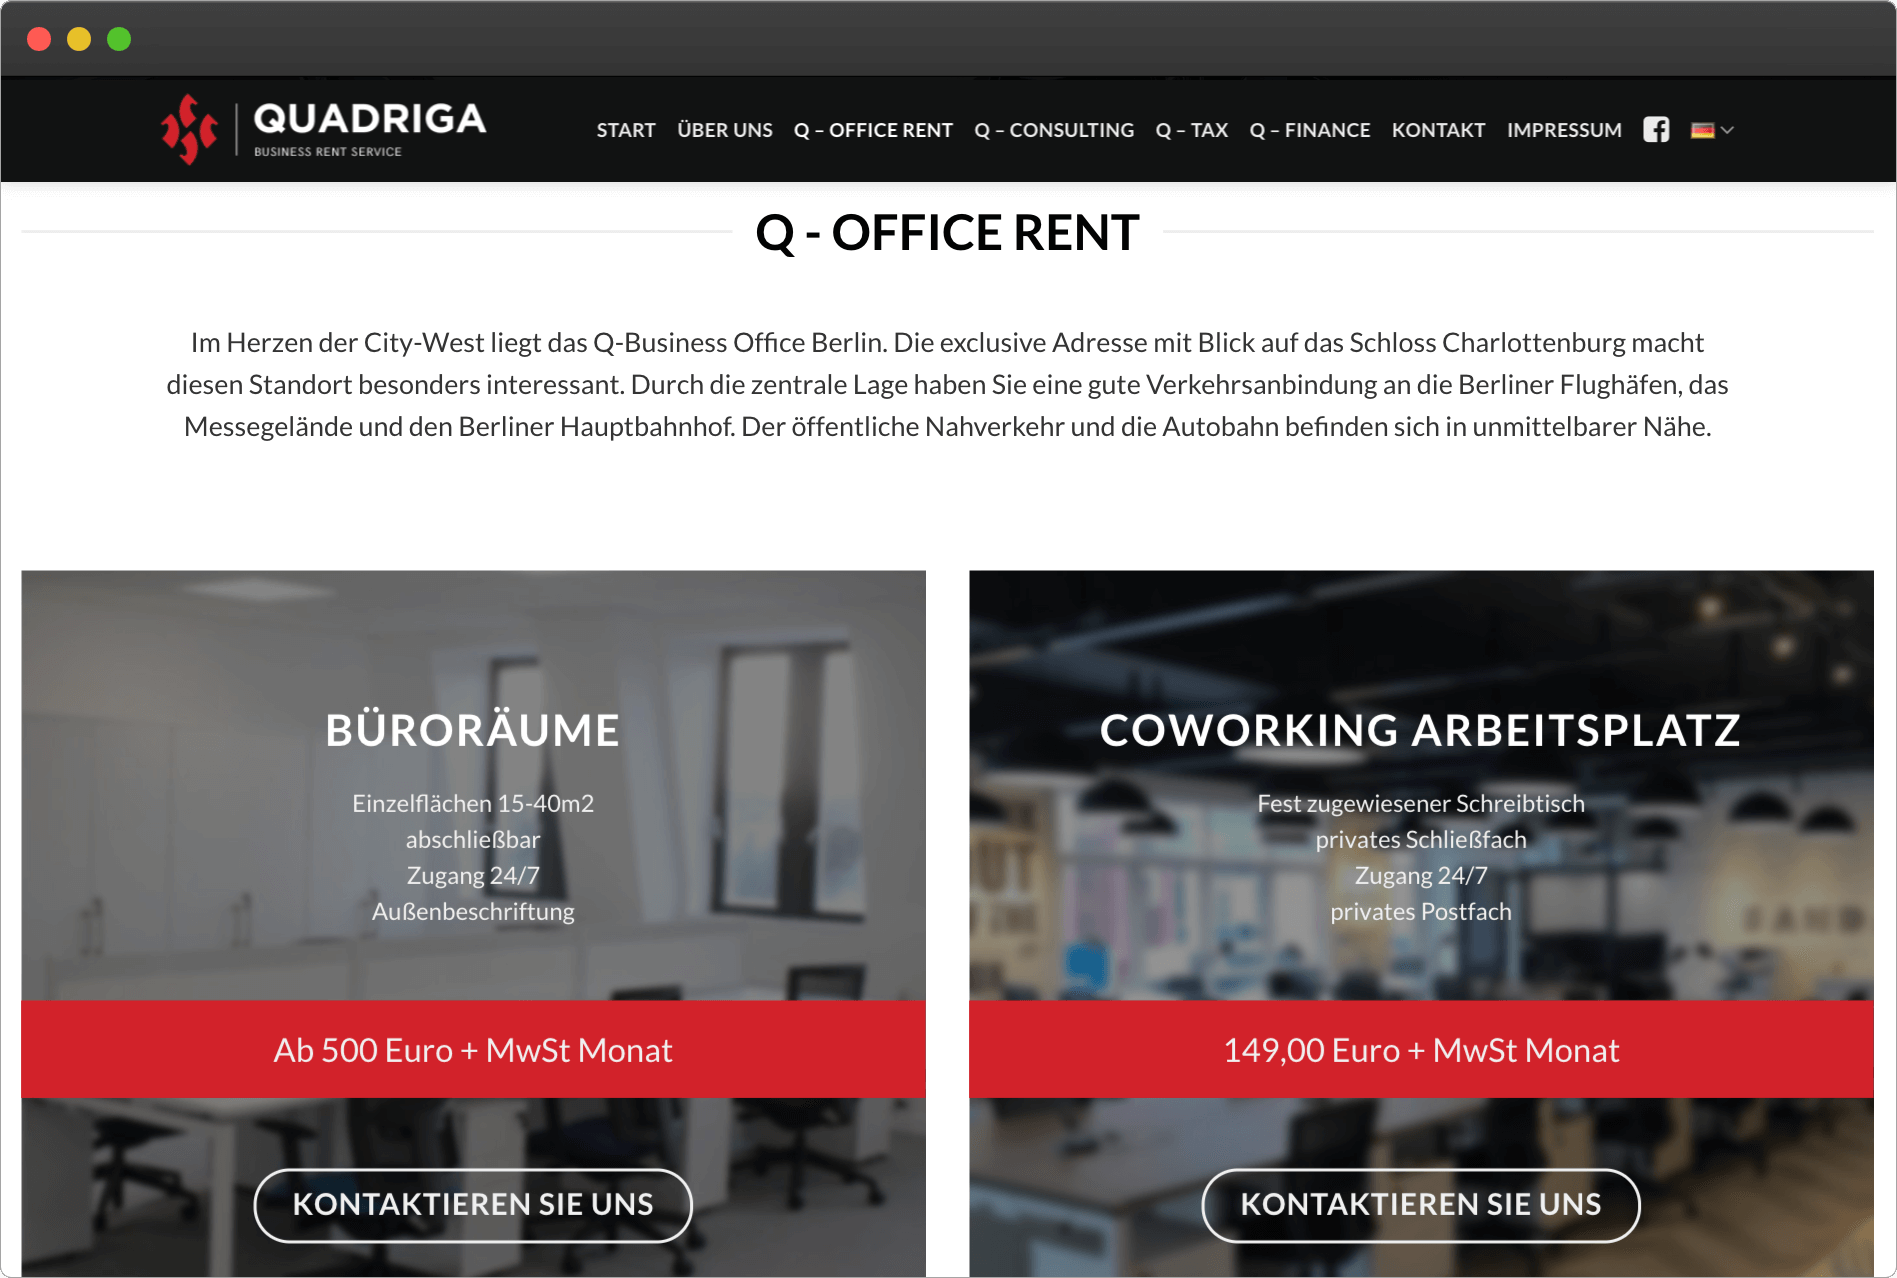 QUADRIGA
BUSINESS RENT SERVICE
START ÜBER UNS Q – OFFICE RENT Q – CONSULTING Q – TAX Q – FINANCE KONTAKT IMPRESSUM
Q - OFFICE RENT
Im Herzen der City-West liegt das Q-Business Office Berlin. Die exclusive Adresse mit Blick auf das Schloss Charlottenburg macht
diesen Standort besonders interessant. Durch die zentrale Lage haben Sie eine gute Verkehrsanbindung an die Berliner Flughäfen, das
Messegelände und den Berliner Hauptbahnhof. Der öffentliche Nahverkehr und die Autobahn befinden sich in unmittelbarer Nähe.
BÜRORÄUME
Einzelflächen 15-40m2
abschließbar
Zugang 24/7
Außenbeschriftung
Ab 500 Euro + MwSt Monat
KONTAKTIEREN SIE UNS
COWORKING ARBEITSPLATZ
Fest zugewiesener Schreibtisch
privates Schließfach
Zugang 24/7
privates Postfach
149,00 Euro + MwSt Monat
KONTAKTIEREN SIE UNS